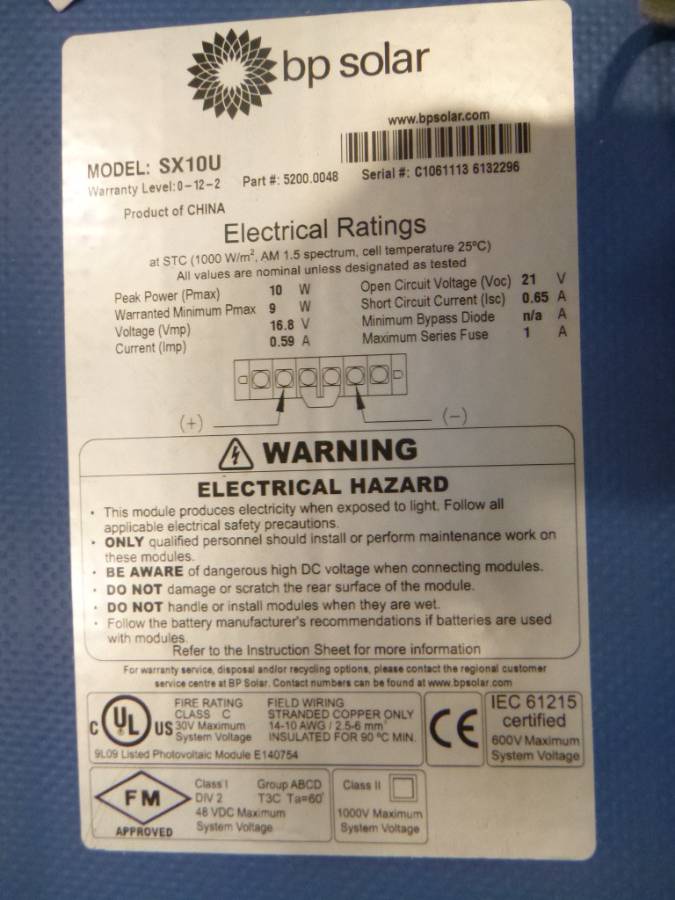 bp solar
www.bpsolar.com
MODEL: SX10U
Warranty Level:0-12-2
Part #: 5200.0048
Serial #: C1061113 6132296
Product of CHINA
Electrical Ratings
at STC (1000 W/m², AM 1.5 spectrum, cell temperature 25°C)
All values are nominal unless designated as tested
Peak Power (Pmax) 10 W
Warranted Minimum Pmax 9 W
Voltage (Vmp) 16.8 V
Current (Imp) 0.59 A
Open Circuit Voltage (Voc) 21 V
Short Circuit Current (Isc) 0.65 A
Minimum Bypass Diode n/a A
Maximum Series Fuse 1 A
(+) (−)
WARNING
ELECTRICAL HAZARD
• This module produces electricity when exposed to light. Follow all
applicable electrical safety precautions.
• ONLY qualified personnel should install or perform maintenance work on
these modules.
• BE AWARE of dangerous high DC voltage when connecting modules.
• DO NOT damage or scratch the rear surface of the module.
• DO NOT handle or install modules when they are wet.
• Follow the battery manufacturer's recommendations if batteries are used
with modules.
Refer to the Instruction Sheet for more information
For warranty service, disposal and/or recycling options, please contact the regional customer
service centre at BP Solar. Contact numbers can be found at www.bpsolar.com
C UL US
FIRE RATING
CLASS C
30V Maximum
System Voltage
FIELD WIRING
STRANDED COPPER ONLY
14-10 AWG / 2.5-6 mm²
INSULATED FOR 90 °C MIN.
9L09 Listed Photovoltaic Module E140754
CE
IEC 61215
certified
600V Maximum
System Voltage
FM
APPROVED
Class I Group ABCD
DIV 2 T3C Ta=60°
48 VDC Maximum
System Voltage
Class II
1000V Maximum
System Voltage